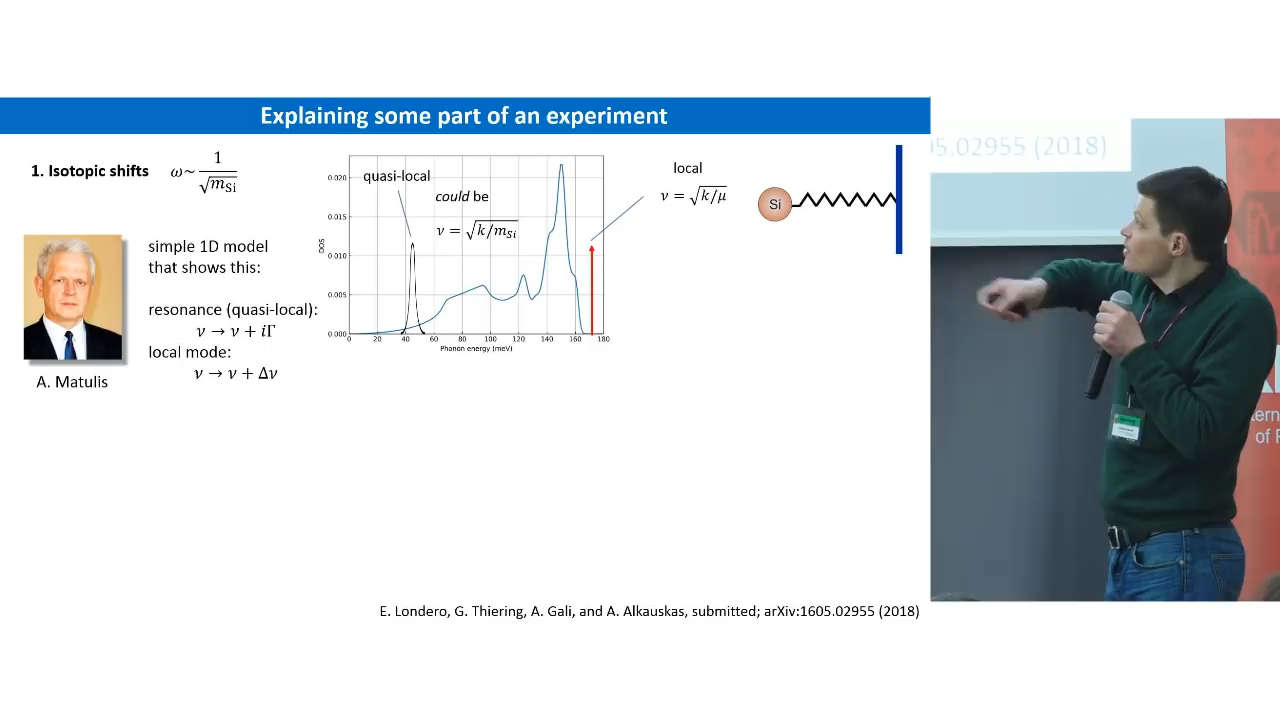 Explaining some part of an experiment
1. Isotopic shifts ω~ 1/√m_Si
simple 1D model
that shows this:
resonance (quasi-local):
ν → ν + iΓ
local mode:
ν → ν + Δν
A. Matulis
quasi-local
could be
ν = √k/m_Si
DOS
0.020
0.015
0.010
0.005
0.000
0 20 40 60 80 100 120 140 160 180
Phonon energy (meV)
local
ν = √k/μ
Si
E. Londero, G. Thiering, A. Gali, and A. Alkauskas, submitted; arXiv:1605.02955 (2018)
05.02955 (2018)
tern
of